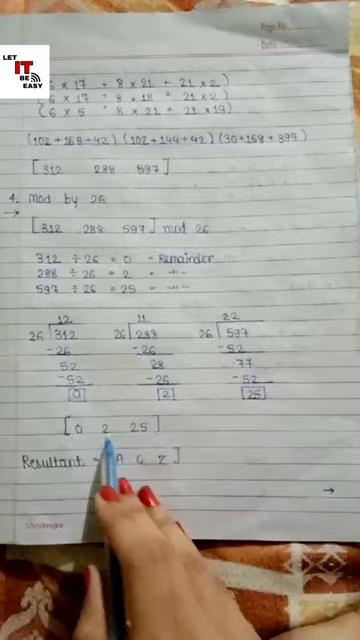 LET
IT
BE
EASY
Page No.
Date
(6 × 17 + 8 × 21 + 21 × 2)
(6 × 17 + 8 × 18 + 21 × 2)
(6 × 5 + 8 × 21 + 21 × 19)
(102 + 168 + 42) (102 + 144 + 42) (30 + 168 + 399)
[312 288 597]
4. Mod by 26
→ [312 288 597] mod 26
312 ÷ 26 = 0 = Remainder
288 ÷ 26 = 2 = -"-
597 ÷ 26 = 25 = -"-
12 11 22
26 312 26 288 26 597
-26 -26 -52
52 28 77
-52 -26 -52
0 2 25
[0 2 25]
Resultant = A C Z]
→